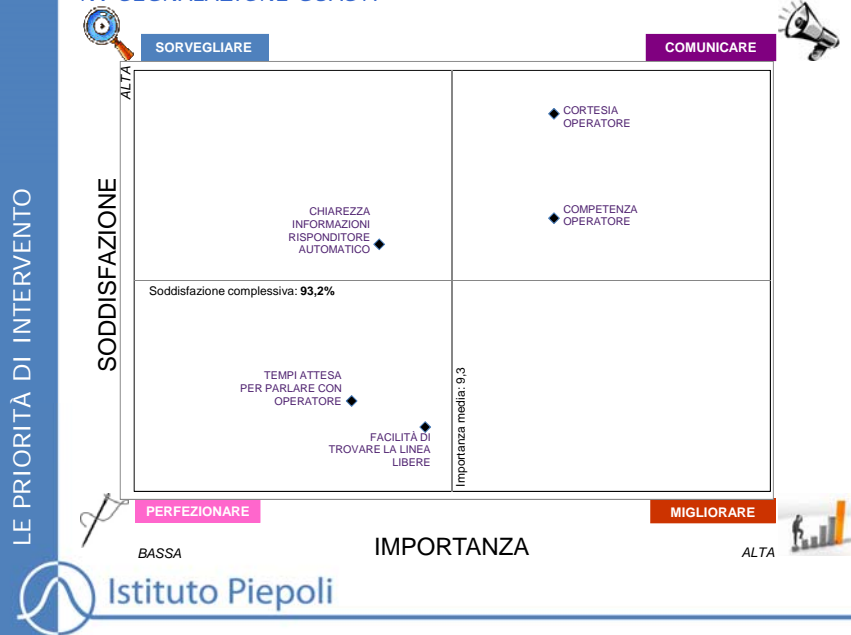 SORVEGLIARE
COMUNICARE
ALTA
CORTESIA
OPERATORE
COMPETENZA
OPERATORE
CHIAREZZA
INFORMAZIONI
RISPONDITORE
AUTOMATICO
SODDISFAZIONE
LE PRIORITÀ DI INTERVENTO
Soddisfazione complessiva: 93,2%
TEMPI ATTESA
PER PARLARE CON
OPERATORE
FACILITÀ DI
TROVARE LA LINEA
LIBERE
Importanza media: 9,3
PERFEZIONARE
MIGLIORARE
BASSA
IMPORTANZA
ALTA
Istituto Piepoli